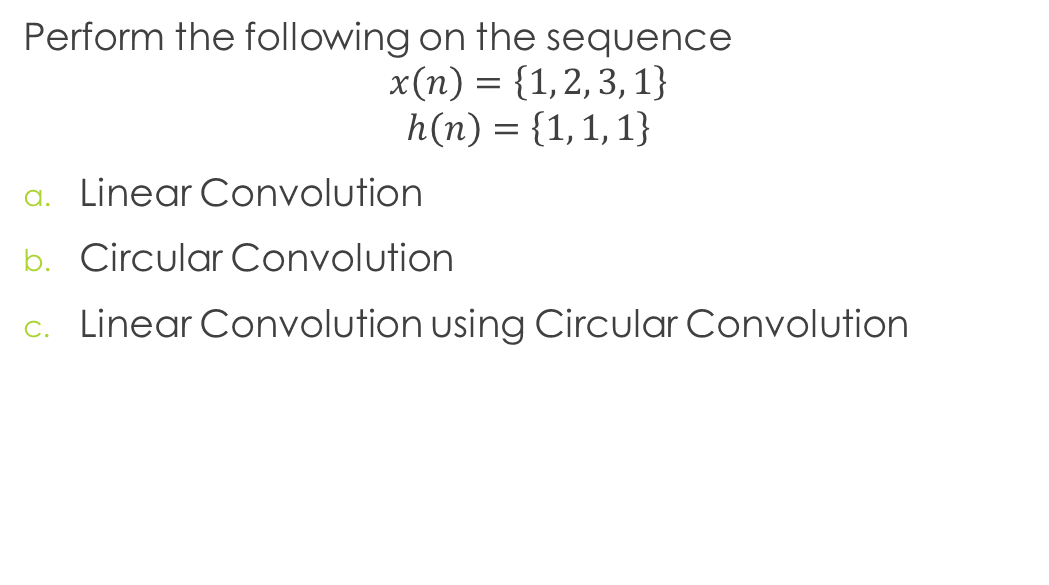 Perform the following on the sequence
x(n) = {1, 2, 3, 1}
h(n) = {1, 1, 1}
a. Linear Convolution
b. Circular Convolution
c. Linear Convolution using Circular Convolution